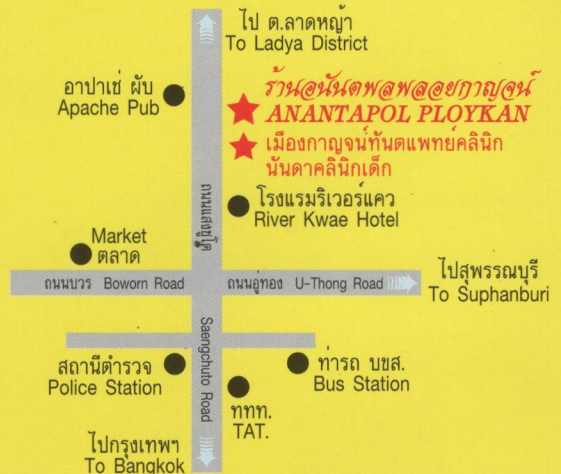 ไป ต.ลาดหญ้า
To Ladya District
อาปาเช่ ผับ
Apache Pub
ร้านอนันตพลพลอยกาญจน์
ANANTAPOL PLOYKAN
เมืองกาญจน์ทันตแพทย์คลินิก
นันดาคลินิกเด็ก
ถนนแสงชูโต
โรงแรมริเวอร์แคว
River Kwae Hotel
Market
ตลาด
ถนนบวร Boworn Road
ถนนอู่ทอง U-Thong Road
ไปสุพรรณบุรี
To Suphanburi
Saengchuto Road
สถานีตำรวจ
Police Station
ท่ารถ บขส.
Bus Station
ททท.
TAT.
ไปกรุงเทพฯ
To Bangkok